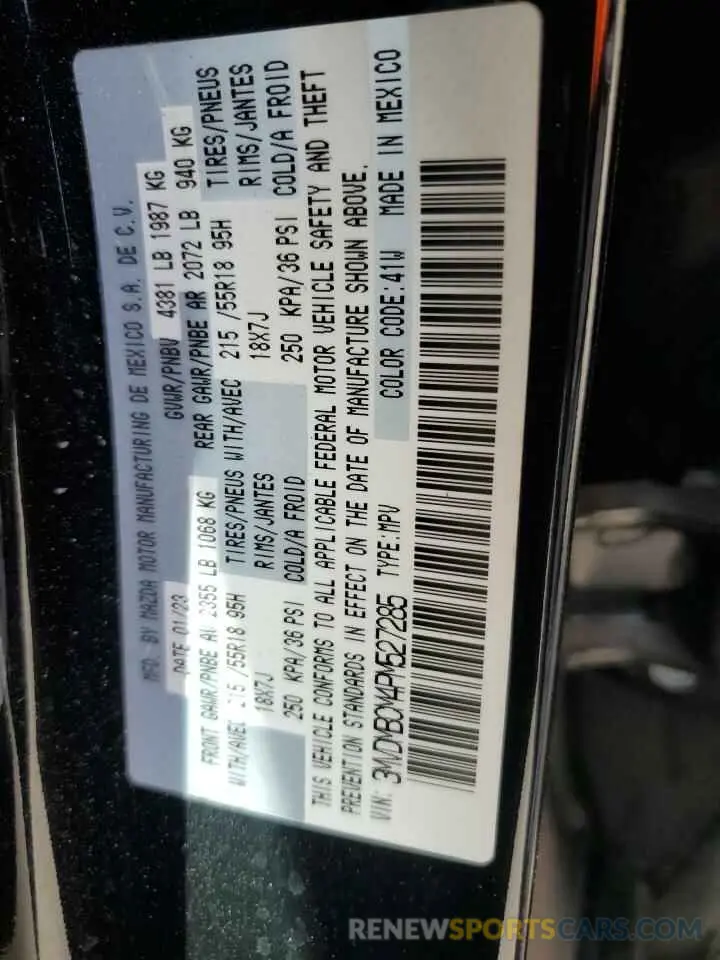 MFD. BY MAZDA MOTOR MANUFACTURING DE MEXICO S.A. DE C.V.
DATE 01/23 GVWR/PNBV 4381 LB 1987 KG
FRONT GAWR/PNBE AV 2355 LB 1068 KG REAR GAWR/PNBE AR 2072 LB 940 KG
WITH/AVEC 215 /55R18 95H TIRES/PNEUS WITH/AVEC 215 /55R18 95H TIRES/PNEUS
18X7J RIMS/JANTES 18X7J RIMS/JANTES
250 KPA/36 PSI COLD/A FROID 250 KPA/36 PSI COLD/A FROID
THIS VEHICLE CONFORMS TO ALL APPLICABLE FEDERAL MOTOR VEHICLE SAFETY AND THEFT
PREVENTION STANDARDS IN EFFECT ON THE DATE OF MANUFACTURE SHOWN ABOVE.
VIN: 3MVDMBCM4PM527285 TYPE:MPV COLOR CODE:41W MADE IN MEXICO
RENEWSPORTSCARS.COM